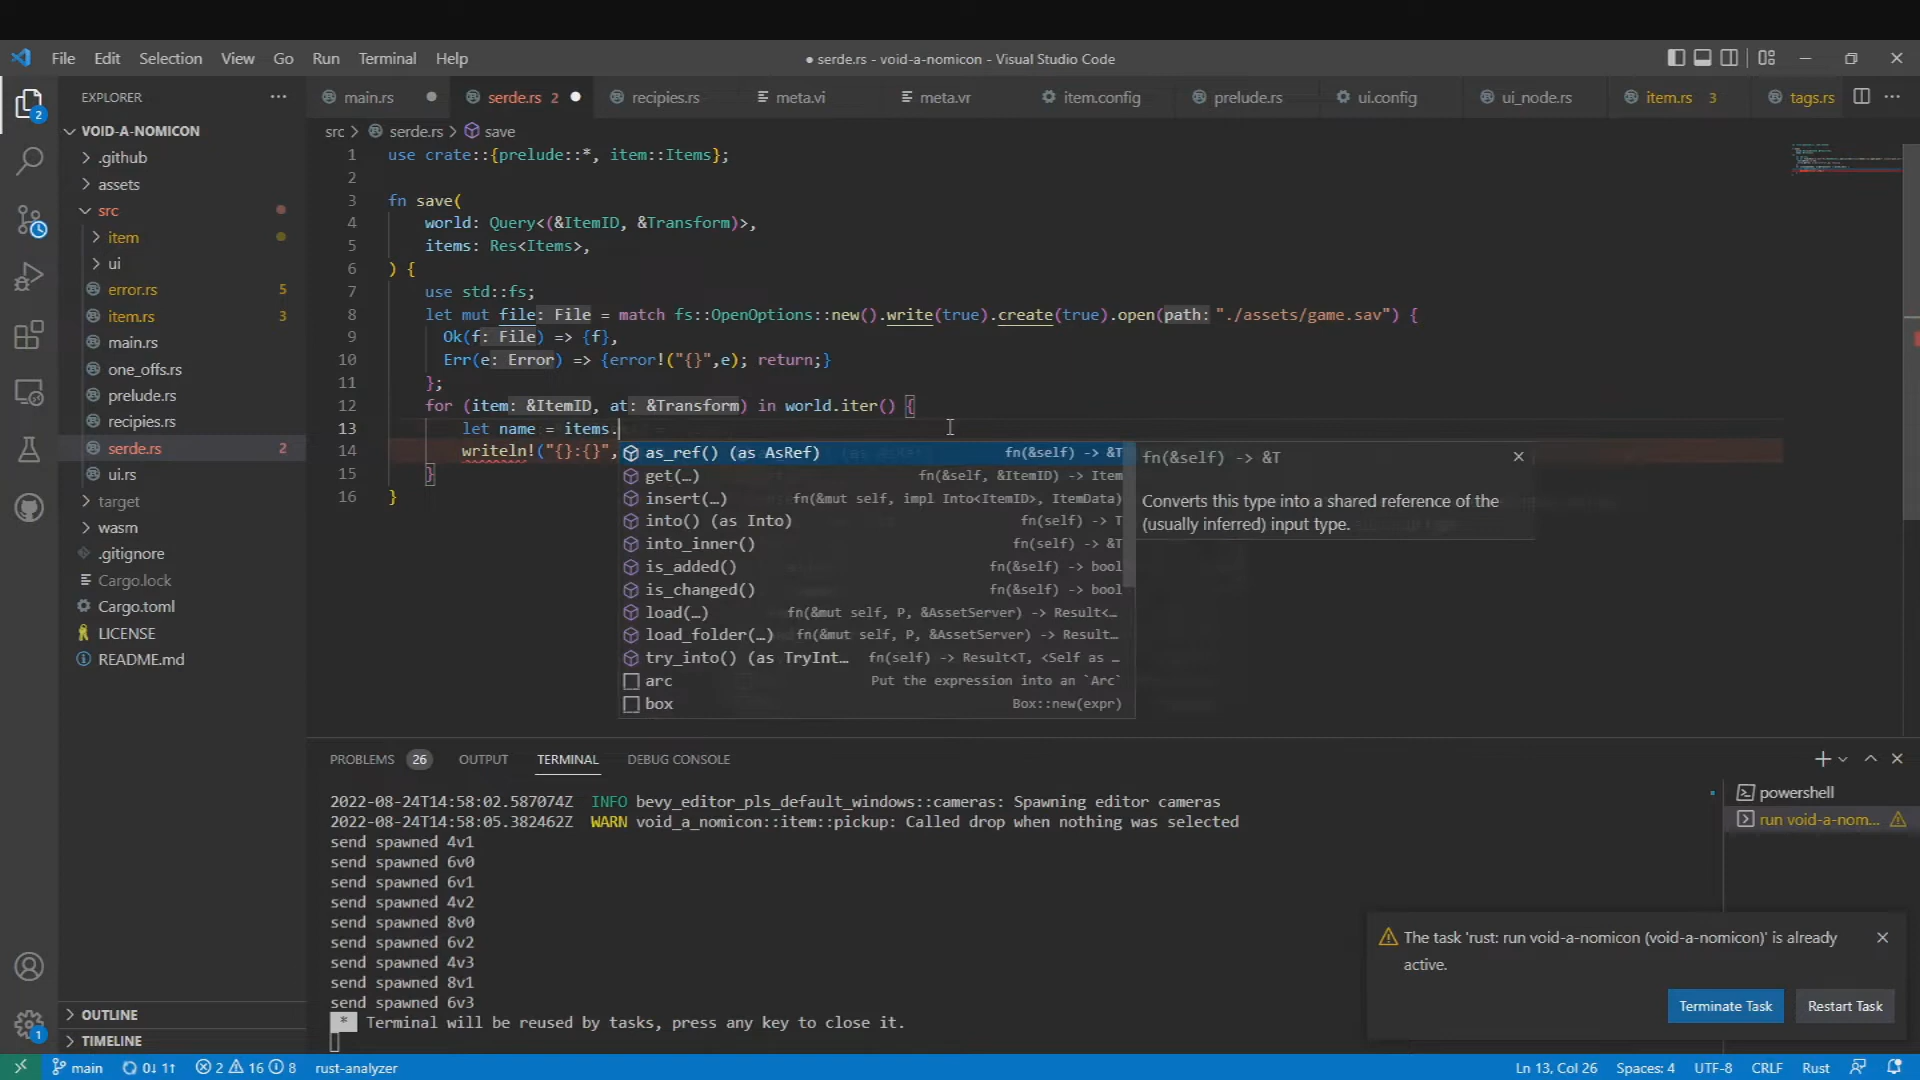 File Edit Selection View Go Run Terminal Help
● serde.rs - void-a-nomicon - Visual Studio Code
EXPLORER
main.rs
serde.rs 2
recipies.rs
meta.vi
meta.vr
item.config
prelude.rs
ui.config
ui_node.rs
item.rs 3
tags.rs
src > serde.rs > save
VOID-A-NOMICON
.github
assets
src
item
ui
error.rs 5
item.rs 3
main.rs
one_offs.rs
prelude.rs
recipies.rs
serde.rs 2
ui.rs
target
wasm
.gitignore
Cargo.lock
Cargo.toml
LICENSE
README.md
OUTLINE
TIMELINE
2
1
1 use crate::{prelude::*, item::Items};
2
3 fn save(
4 world: Query<(&ItemID, &Transform)>,
5 items: Res<Items>,
6 ) {
7 use std::fs;
8 let mut file: File = match fs::OpenOptions::new().write(true).create(true).open(path: "./assets/game.sav") {
9 Ok(f: File) => {f},
10 Err(e: Error) => {error!("{}",e); return;}
11 };
12 for (item: &ItemID, at: &Transform) in world.iter() {
13 let name = items.
14 writeln!("{}:{}",
15 }
16 }
as_ref() (as AsRef) fn(&self) -> &T
get(…) fn(&self, &ItemID) -> Item
insert(…) fn(&mut self, impl Into<ItemID>, ItemData)
into() (as Into) fn(self) -> T
into_inner() fn(self) -> &T
is_added() fn(&self) -> bool
is_changed() fn(&self) -> bool
load(…) fn(&mut self, P, &AssetServer) -> Result<…
load_folder(…) fn(&mut self, P, &AssetServer) -> Result…
try_into() (as TryInt… fn(self) -> Result<T, <Self as …
arc Put the expression into an `Arc`
box Box::new(expr)
fn(&self) -> &T
Converts this type into a shared reference of the
(usually inferred) input type.
PROBLEMS 26 OUTPUT TERMINAL DEBUG CONSOLE
2022-08-24T14:58:02.587074Z INFO bevy_editor_pls_default_windows::cameras: Spawning editor cameras
2022-08-24T14:58:05.382462Z WARN void_a_nomicon::item::pickup: Called drop when nothing was selected
send spawned 4v1
send spawned 6v0
send spawned 6v1
send spawned 4v2
send spawned 8v0
send spawned 6v2
send spawned 4v3
send spawned 8v1
send spawned 6v3
* Terminal will be reused by tasks, press any key to close it.
powershell
run void-a-nom…
The task 'rust: run void-a-nomicon (void-a-nomicon)' is already
active.
Terminate Task
Restart Task
main 0↓ 1↑ 2 16 8 rust-analyzer
Ln 13, Col 26 Spaces: 4 UTF-8 CRLF Rust